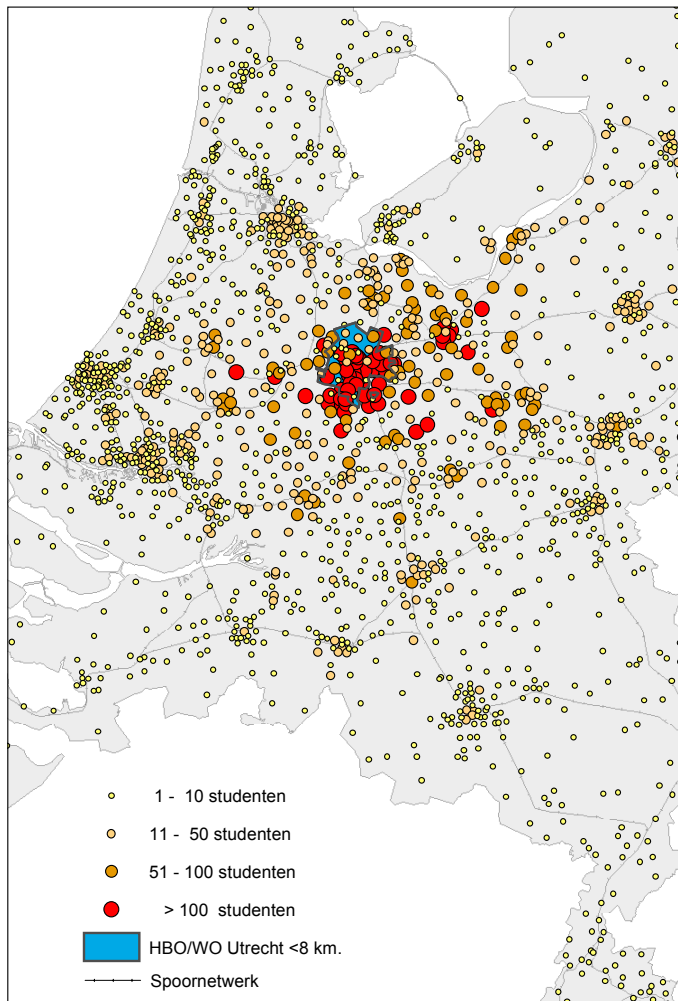 1 - 10 studenten
11 - 50 studenten
51 - 100 studenten
> 100 studenten
HBO/WO Utrecht <8 km.
Spoornetwerk